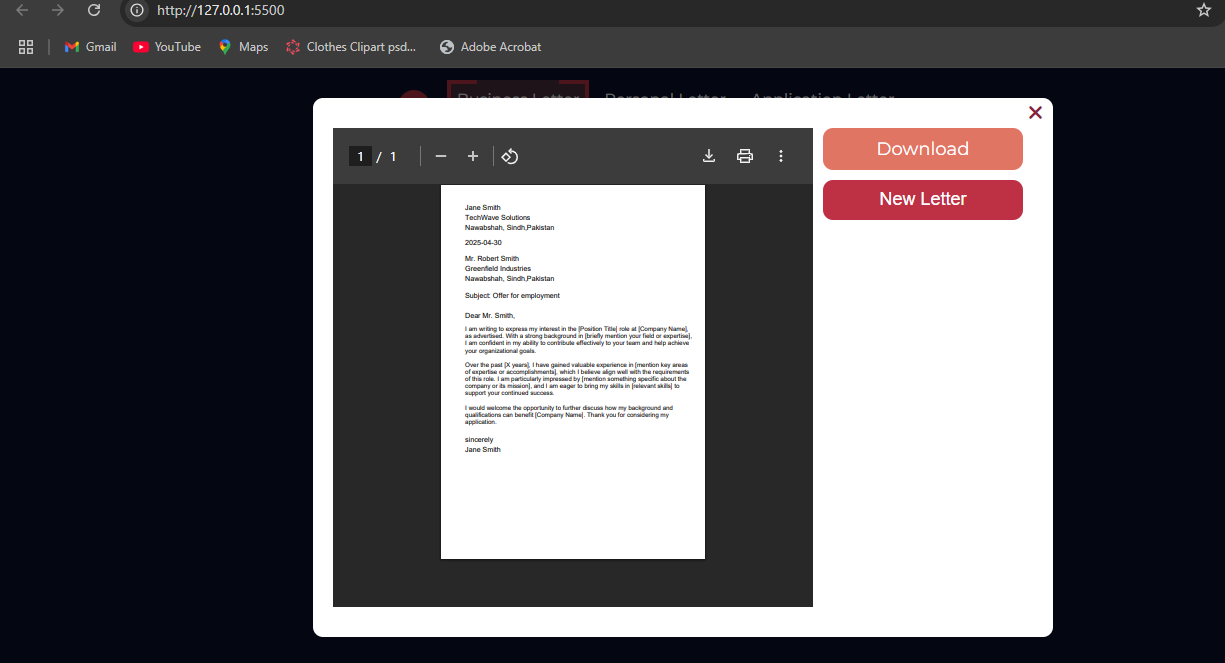 http://127.0.0.1:5500
Gmail
YouTube
Maps
Clothes Clipart psd...
Adobe Acrobat
Business Letter
Personal Letter
Application Letter
1 / 1
Download
New Letter
Jane Smith
TechWave Solutions
Nawabshah, Sindh,Pakistan
2025-04-30
Mr. Robert Smith
Greenfield Industries
Nawabshah, Sindh,Pakistan
Subject: Offer for employment
Dear Mr. Smith,
I am writing to express my interest in the [Position Title] role at [Company Name],
as advertised. With a strong background in [briefly mention your field or expertise],
I am confident in my ability to contribute effectively to your team and help achieve
your organizational goals.
Over the past [X years], I have gained valuable experience in [mention key areas
of expertise or accomplishments], which I believe align well with the requirements
of this role. I am particularly impressed by [mention something specific about the
company or its mission], and I am eager to bring my skills in [relevant skills] to
support your continued success.
I would welcome the opportunity to further discuss how my background and
qualifications can benefit [Company Name]. Thank you for considering my
application.
sincerely
Jane Smith